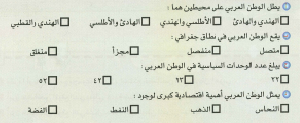 يطل الوطن العربي على محيطين هما :
الهندي والهادئ الأطلسي والهندي الهادئ والأطلسي الهندي والقطبي
يقع الوطن العربي في نطاق جغرافي :
متصل منفصل مجزأ منغلق
يبلغ عدد الوحدات السياسية في الوطن العربي :
٢٢ ٦٢ ٤٢ ٥٢
يمثل الوطن العربي أهمية اقتصادية كبرى لوجود :
النحاس الذهب النفط الفضة